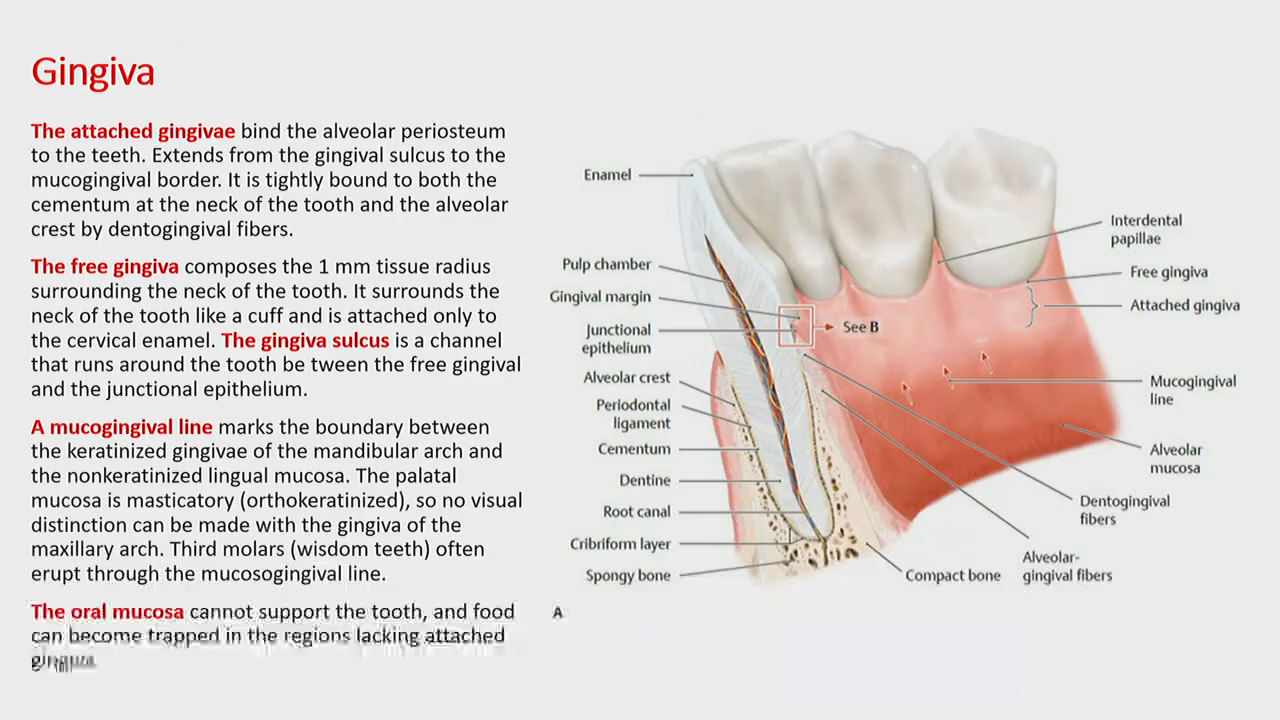 Gingiva
The attached gingivae bind the alveolar periosteum
to the teeth. Extends from the gingival sulcus to the
mucogingival border. It is tightly bound to both the
cementum at the neck of the tooth and the alveolar
crest by dentogingival fibers.
The free gingiva composes the 1 mm tissue radius
surrounding the neck of the tooth. It surrounds the
neck of the tooth like a cuff and is attached only to
the cervical enamel. The gingiva sulcus is a channel
that runs around the tooth be tween the free gingival
and the junctional epithelium.
A mucogingival line marks the boundary between
the keratinized gingivae of the mandibular arch and
the nonkeratinized lingual mucosa. The palatal
mucosa is masticatory (orthokeratinized), so no visual
distinction can be made with the gingiva of the
maxillary arch. Third molars (wisdom teeth) often
erupt through the mucosogingival line.
The oral mucosa cannot support the tooth, and food
can become trapped in the regions lacking attached
Enamel
Pulp chamber
Gingival margin
Junctional
epithelium
Alveolar crest
Periodontal
ligament
Cementum
Dentine
Root canal
Cribriform layer
Spongy bone
See B
Interdental
papillae
Free gingiva
Attached gingiva
Mucogingival
line
Alveolar
mucosa
Dentogingival
fibers
Alveolar-
gingival fibers
Compact bone
A